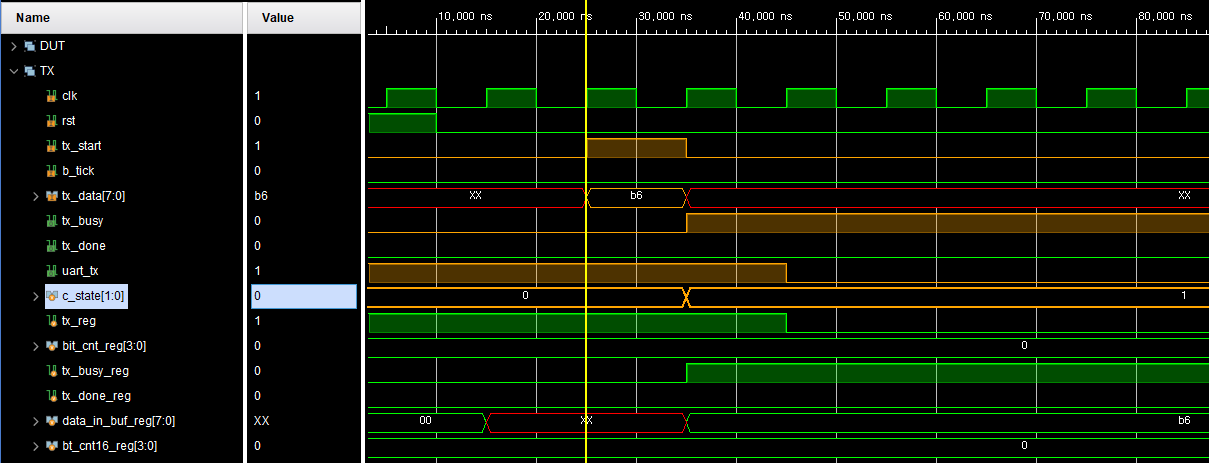 Name Value 10,000 ns 20,000 ns 30,000 ns 40,000 ns 50,000 ns 60,000 ns 70,000 ns 80,000 ns
DUT
TX
clk 1
rst 0
tx_start 1
b_tick 0
tx_data[7:0] b6 XX b6 XX
tx_busy 0
tx_done 0
uart_tx 1
c_state[1:0] 0 0 1
tx_reg 1
bit_cnt_reg[3:0] 0 0
tx_busy_reg 0
tx_done_reg 0
data_in_buf_reg[7:0] XX 00 XX b6
bt_cnt16_reg[3:0] 0 0